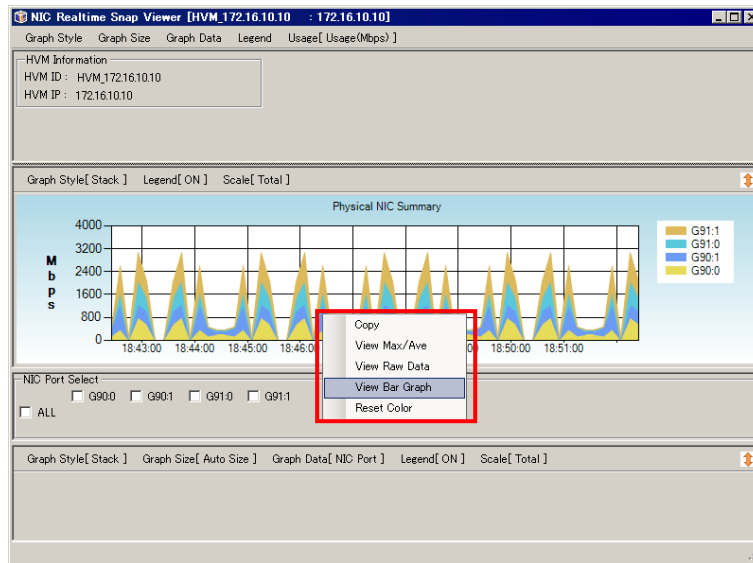 NIC Realtime Snap Viewer [HVM_172.16.10.10 : 172.16.10.10]
Graph Style Graph Size Graph Data Legend Usage[ Usage(Mbps) ]
HVM Information
HVM ID : HVM_172.16.10.10
HVM IP : 172.16.10.10
Graph Style[ Stack ] Legend[ ON ] Scale[ Total ]
Physical NIC Summary
Mbps
4000
3200
2400
1600
800
0
18:43:00 18:44:00 18:45:00 18:46:00 18:50:00 18:51:00
G91:1
G91:0
G90:1
G90:0
Copy
View Max/Ave
View Raw Data
View Bar Graph
Reset Color
NIC Port Select
G90:0 G90:1 G91:0 G91:1
ALL
Graph Style[ Stack ] Graph Size[ Auto Size ] Graph Data[ NIC Port ] Legend[ ON ] Scale[ Total ]